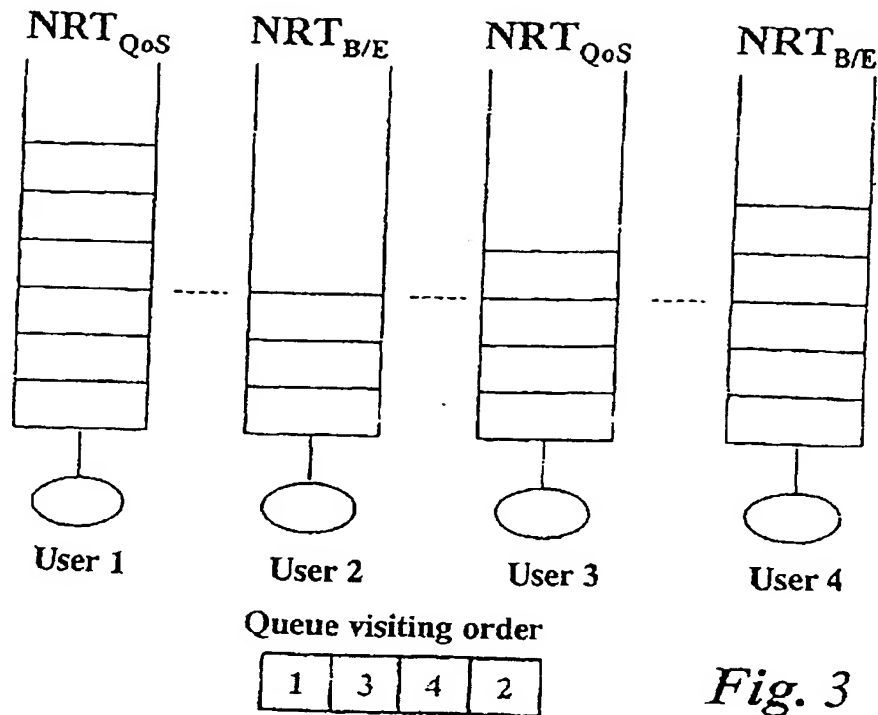 NRT_QoS NRT_B/E NRT_QoS NRT_B/E
User 1 User 2 User 3 User 4
Queue visiting order
1 3 4 2
Fig. 3